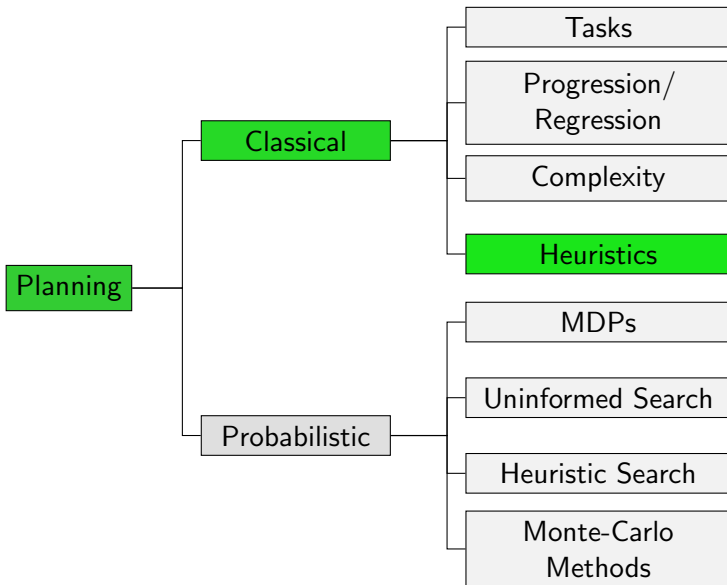 Planning
Classical
Tasks
Progression/
Regression
Complexity
Heuristics
Probabilistic
MDPs
Uninformed Search
Heuristic Search
Monte-Carlo
Methods